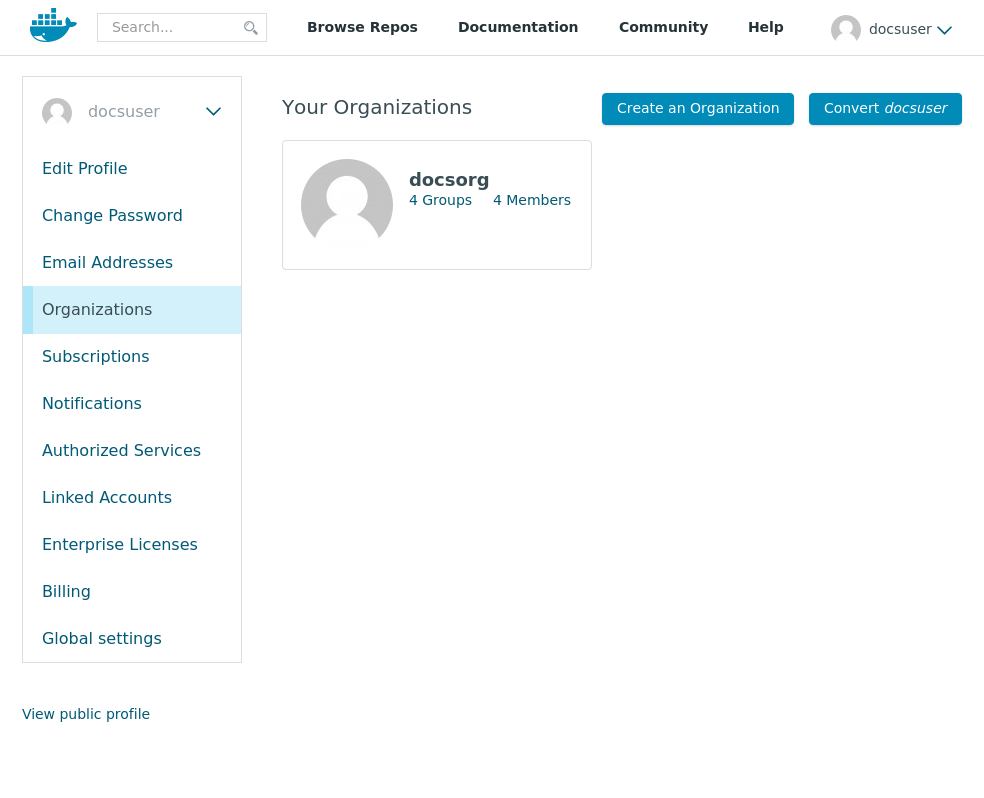 Search...
Browse Repos
Documentation
Community
Help
docsuser
docsuser
Edit Profile
Change Password
Email Addresses
Organizations
Subscriptions
Notifications
Authorized Services
Linked Accounts
Enterprise Licenses
Billing
Global settings
View public profile
Your Organizations
Create an Organization
Convert docsuser
docsorg
4 Groups
4 Members